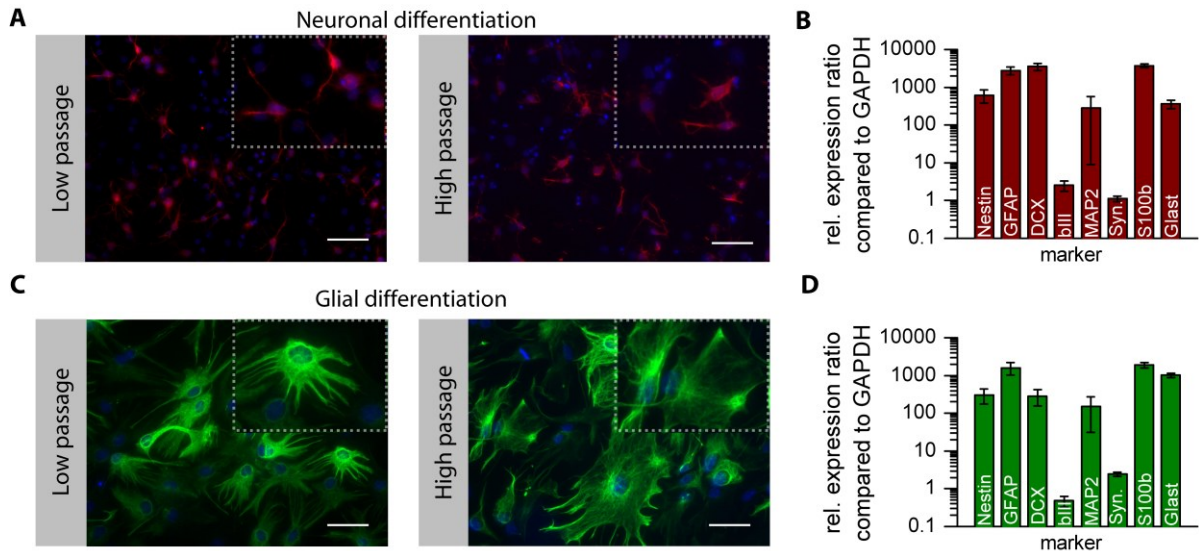 A
Neuronal differentiation
Low passage
High passage
B
rel. expression ratio
compared to GAPDH
10000
1000
100
10
1
0.1
Nestin
GFAP
DCX
bIII
MAP2
Syn.
S100b
Glast
marker
C
Glial differentiation
Low passage
High passage
D
rel. expression ratio
compared to GAPDH
10000
1000
100
10
1
0.1
Nestin
GFAP
DCX
bIII
MAP2
Syn.
S100b
Glast
marker